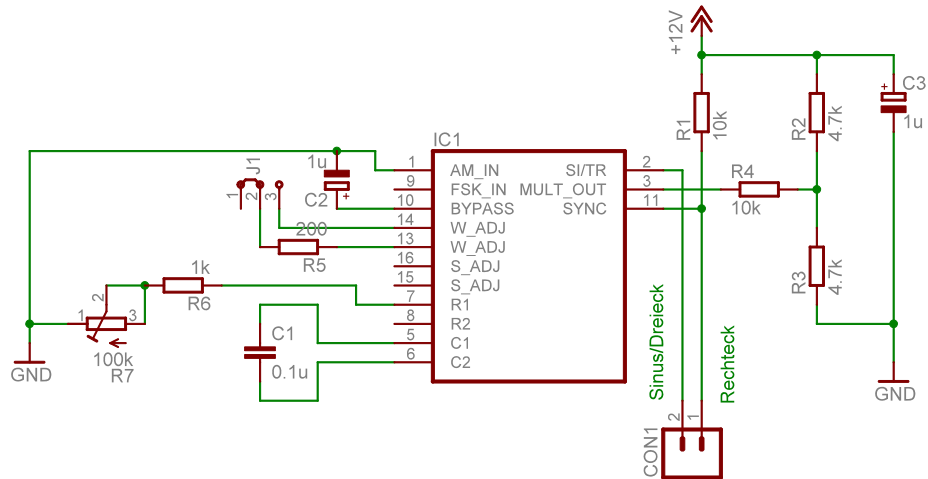 +12V
C3
1u
R1
10k
R2
4.7k
IC1
J1
1u
C2
+
+
1
2
3
1
9
10
14
13
16
15
7
8
5
6
AM_IN
FSK_IN
BYPASS
W_ADJ
W_ADJ
S_ADJ
S_ADJ
R1
R2
C1
C2
SI/TR
MULT_OUT
SYNC
2
3
11
R4
10k
200
R5
R3
4.7k
1k
R6
2
1
3
100k
R7
GND
C1
0.1u
Sinus/Dreieck
Rechteck
GND
2
1
CON1